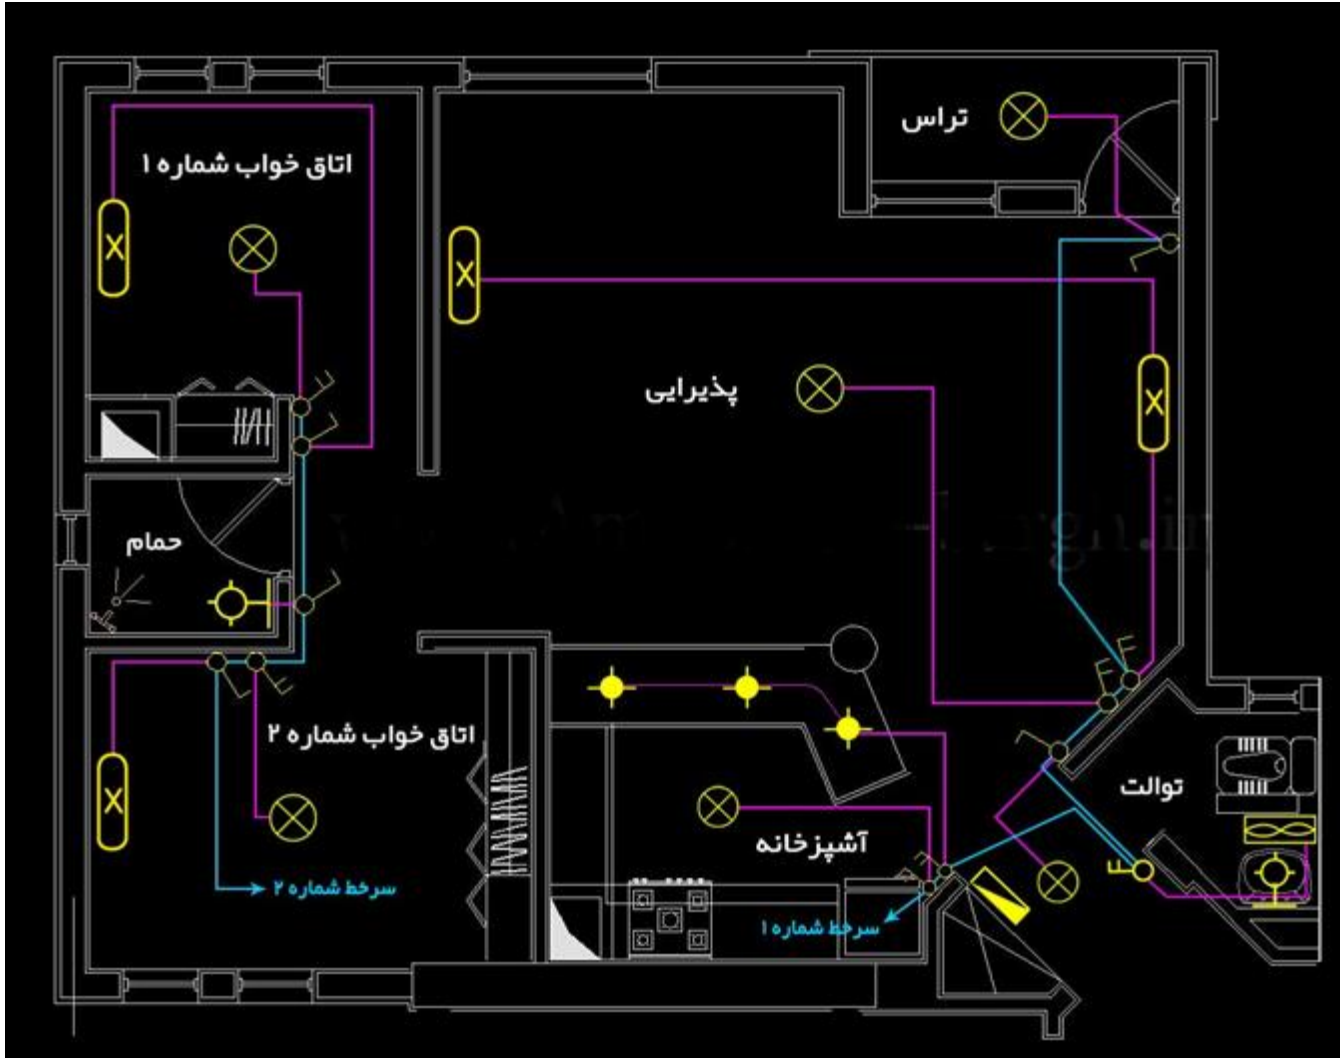 تراس
اتاق خواب شماره ۱
پذیرایی
حمام
اتاق خواب شماره ۲
توالت
آشپزخانه
سرخط شماره ۲
سرخط شماره ۱